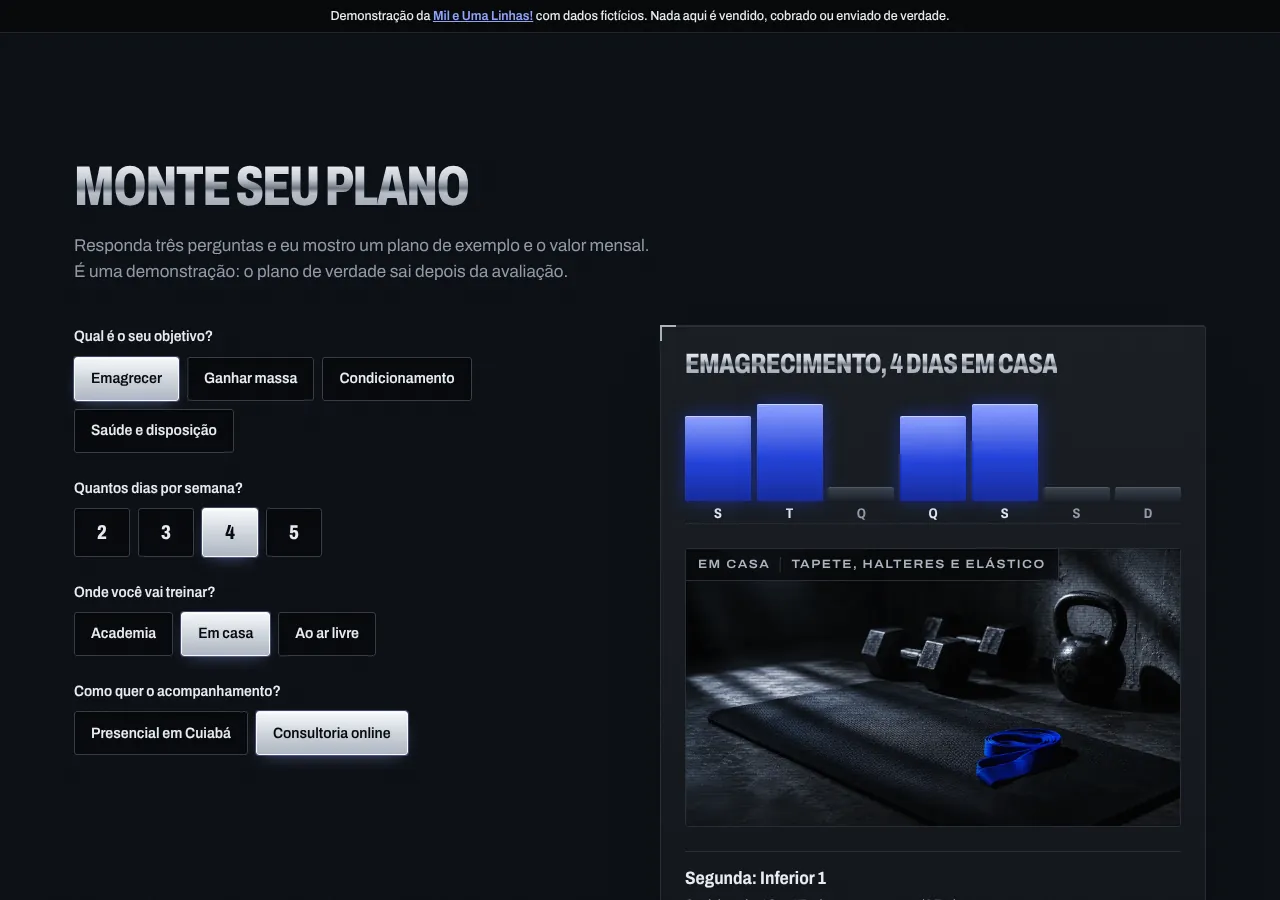 Demonstração da Mil e Uma Linhas! com dados fictícios. Nada aqui é vendido, cobrado ou enviado de verdade.
MONTE SEU PLANO
Responda três perguntas e eu mostro um plano de exemplo e o valor mensal.
É uma demonstração: o plano de verdade sai depois da avaliação.
Qual é o seu objetivo?
Emagrecer
Ganhar massa
Condicionamento
Saúde e disposição
Quantos dias por semana?
2
3
4
5
Onde você vai treinar?
Academia
Em casa
Ao ar livre
Como quer o acompanhamento?
Presencial em Cuiabá
Consultoria online
EMAGRECIMENTO, 4 DIAS EM CASA
S T Q Q S S D
EM CASA | TAPETE, HALTERES E ELÁSTICO
Segunda: Inferior 1